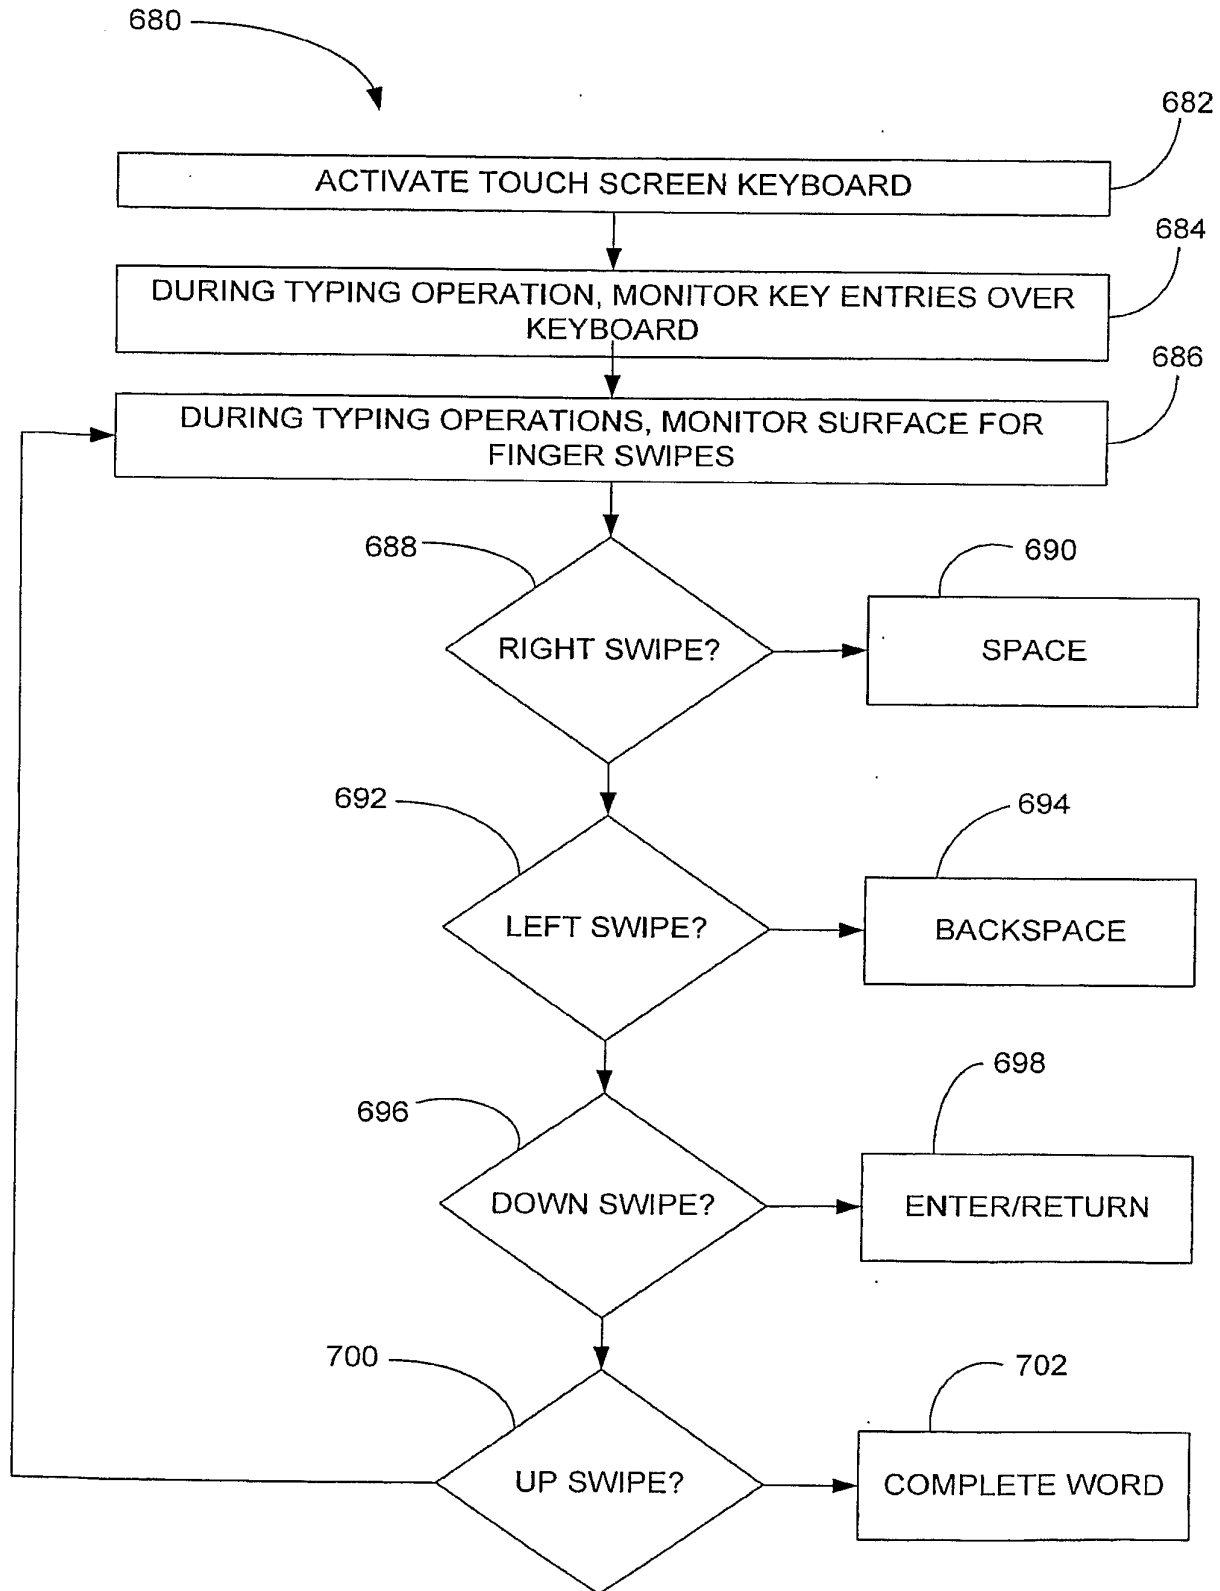 680
682
ACTIVATE TOUCH SCREEN KEYBOARD
684
DURING TYPING OPERATION, MONITOR KEY ENTRIES OVER
KEYBOARD
686
DURING TYPING OPERATIONS, MONITOR SURFACE FOR
FINGER SWIPES
688
690
RIGHT SWIPE?
SPACE
692
694
LEFT SWIPE?
BACKSPACE
696
698
DOWN SWIPE?
ENTER/RETURN
700
702
UP SWIPE?
COMPLETE WORD